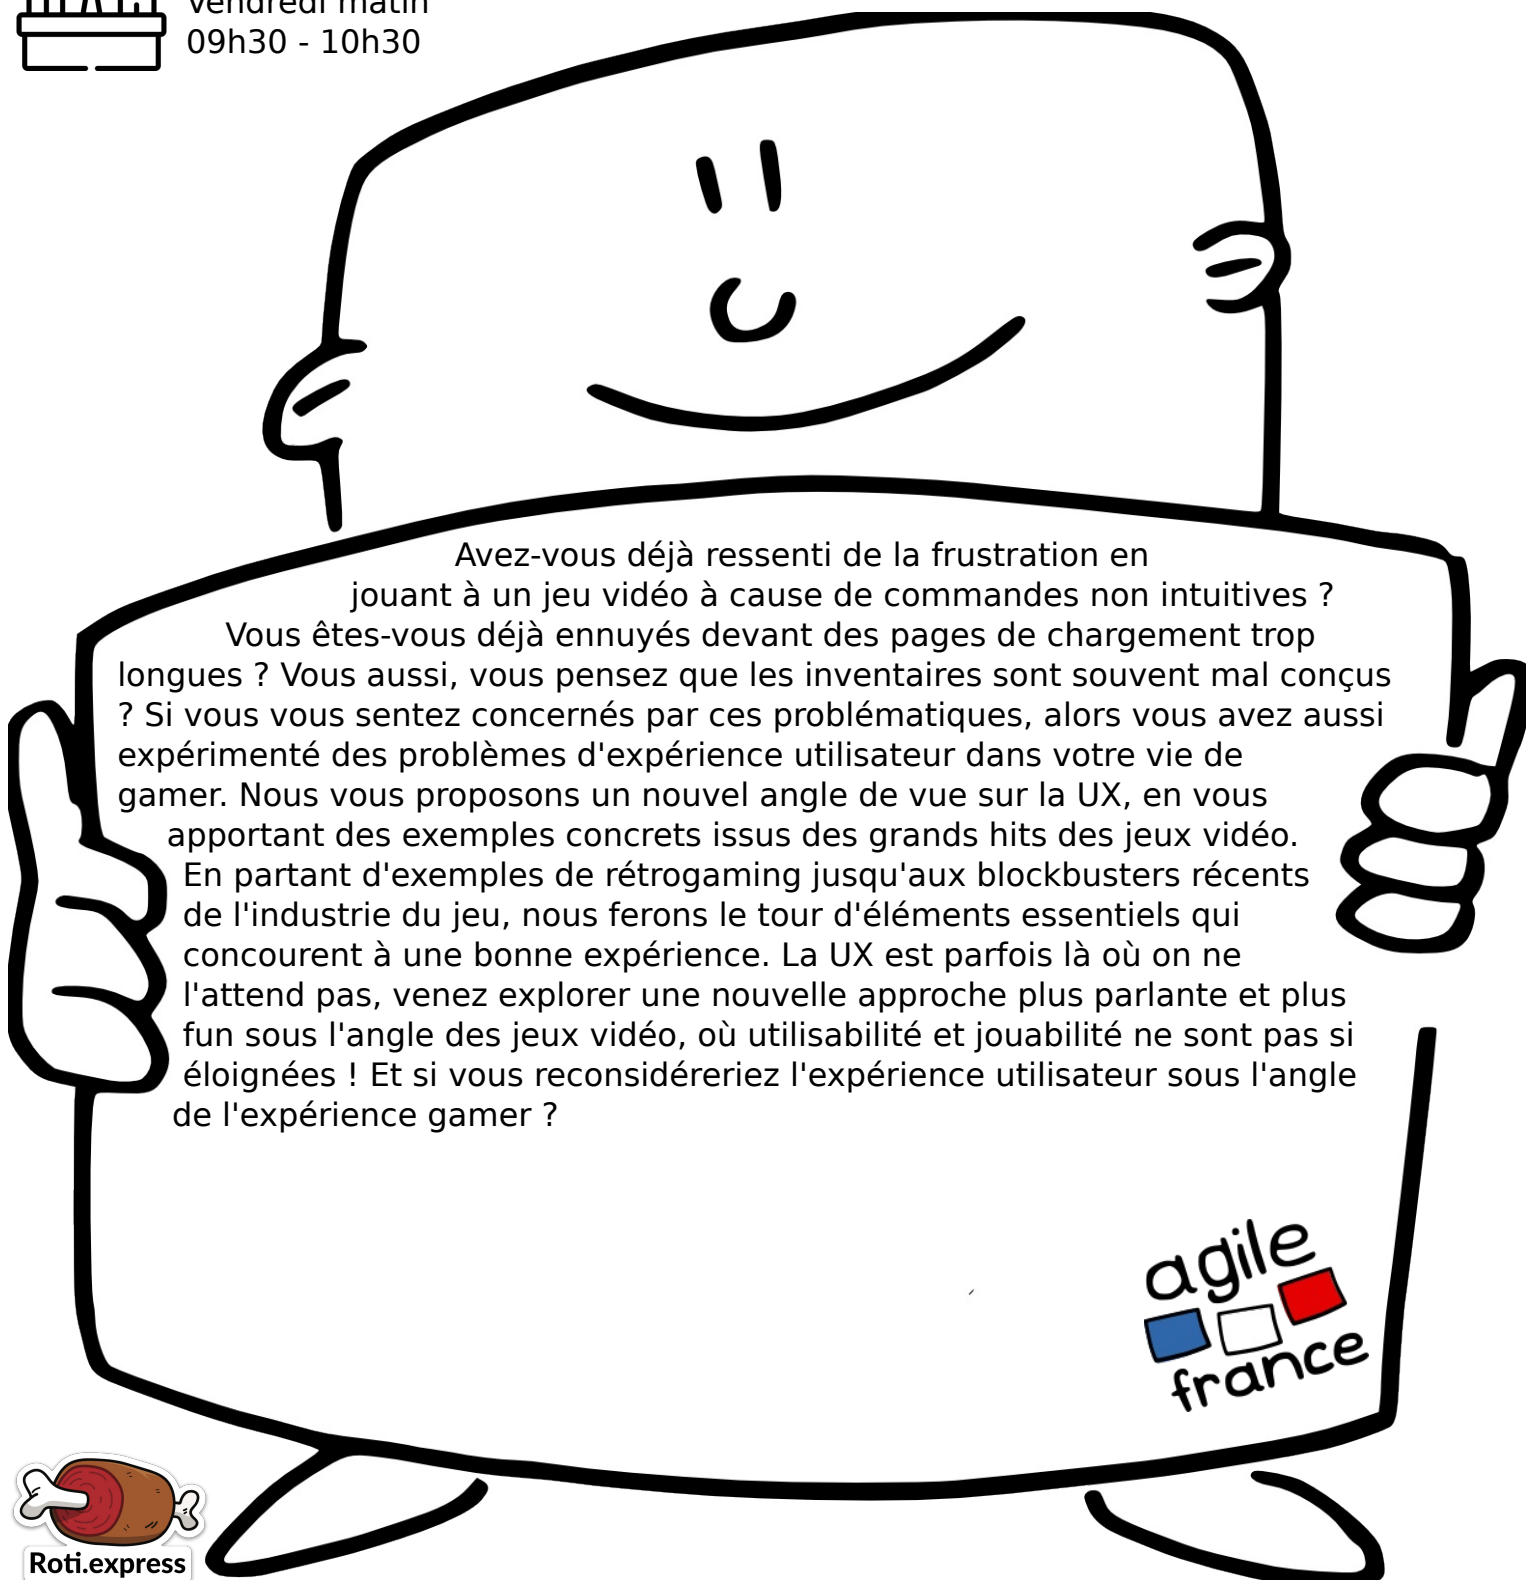 Vendredi matin
09h30 - 10h30
Avez-vous déjà ressenti de la frustration en
jouant à un jeu vidéo à cause de commandes non intuitives ?
Vous êtes-vous déjà ennuyés devant des pages de chargement trop
longues ? Vous aussi, vous pensez que les inventaires sont souvent mal conçus
? Si vous vous sentez concernés par ces problématiques, alors vous avez aussi
expérimenté des problèmes d'expérience utilisateur dans votre vie de
gamer. Nous vous proposons un nouvel angle de vue sur la UX, en vous
apportant des exemples concrets issus des grands hits des jeux vidéo.
En partant d'exemples de rétrogaming jusqu'aux blockbusters récents
de l'industrie du jeu, nous ferons le tour d'éléments essentiels qui
concourent à une bonne expérience. La UX est parfois là où on ne
l'attend pas, venez explorer une nouvelle approche plus parlante et plus
fun sous l'angle des jeux vidéo, où utilisabilité et jouabilité ne sont pas si
éloignées ! Et si vous reconsidéreriez l'expérience utilisateur sous l'angle
de l'expérience gamer ?
agile
france
Roti.express